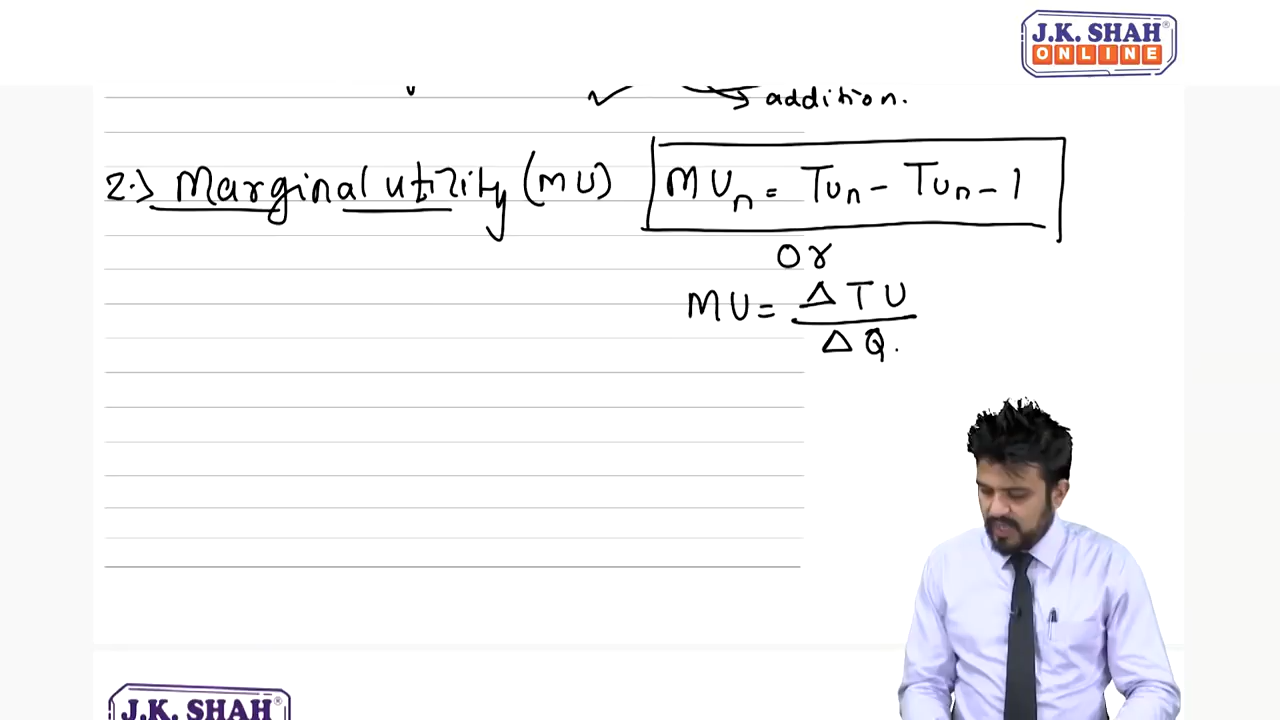 J.K. SHAH®
ONLINE
addition.
2.) Marginal utility (MU) MUn = TUn - TUn - 1
Or
MU = ΔTU
ΔQ.
J.K. SHAH®